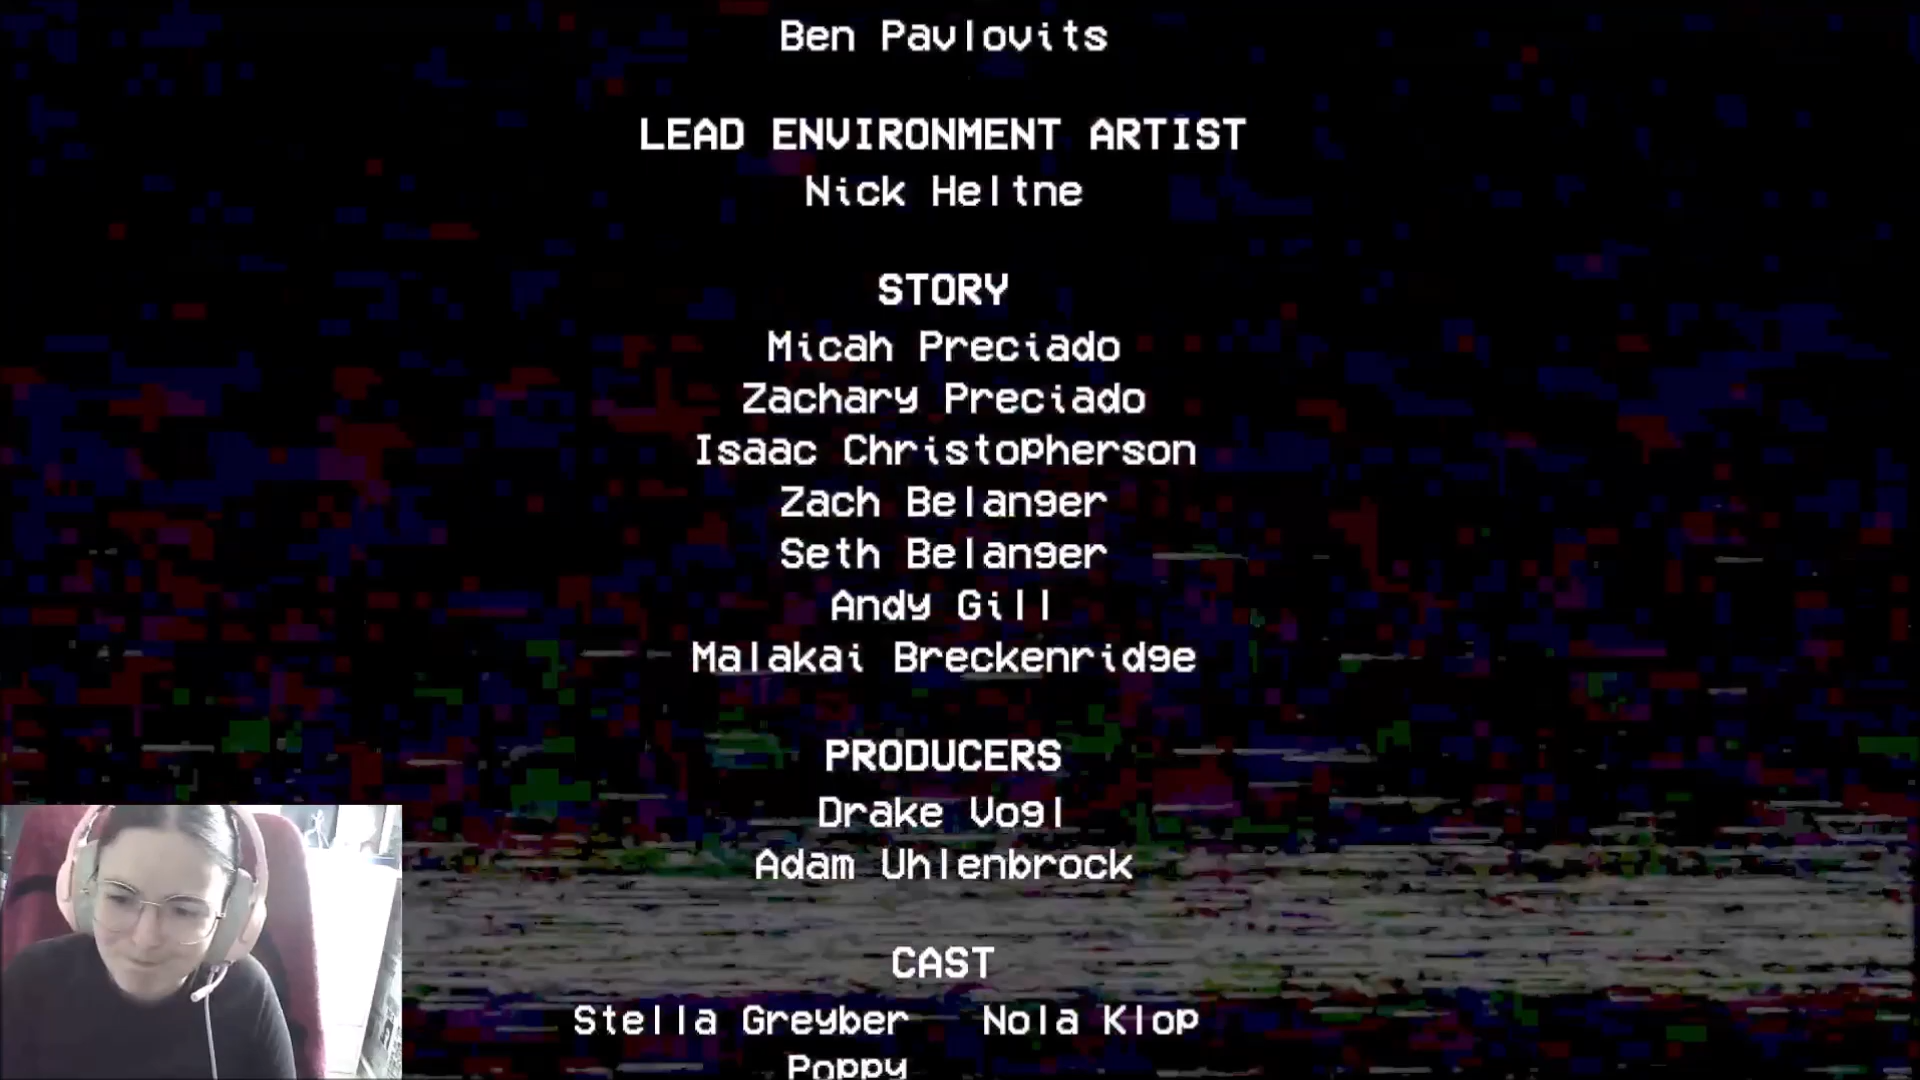 Ben Pavlovits
LEAD ENVIRONMENT ARTIST
Nick Heltne
STORY
Micah Preciado
Zachary Preciado
Isaac Christopherson
Zach Belanger
Seth Belanger
Andy Gill
Malakai Breckenridge
PRODUCERS
Drake Vogl
Adam Uhlenbrock
CAST
Stella Greyber Nola Klop
Poppy